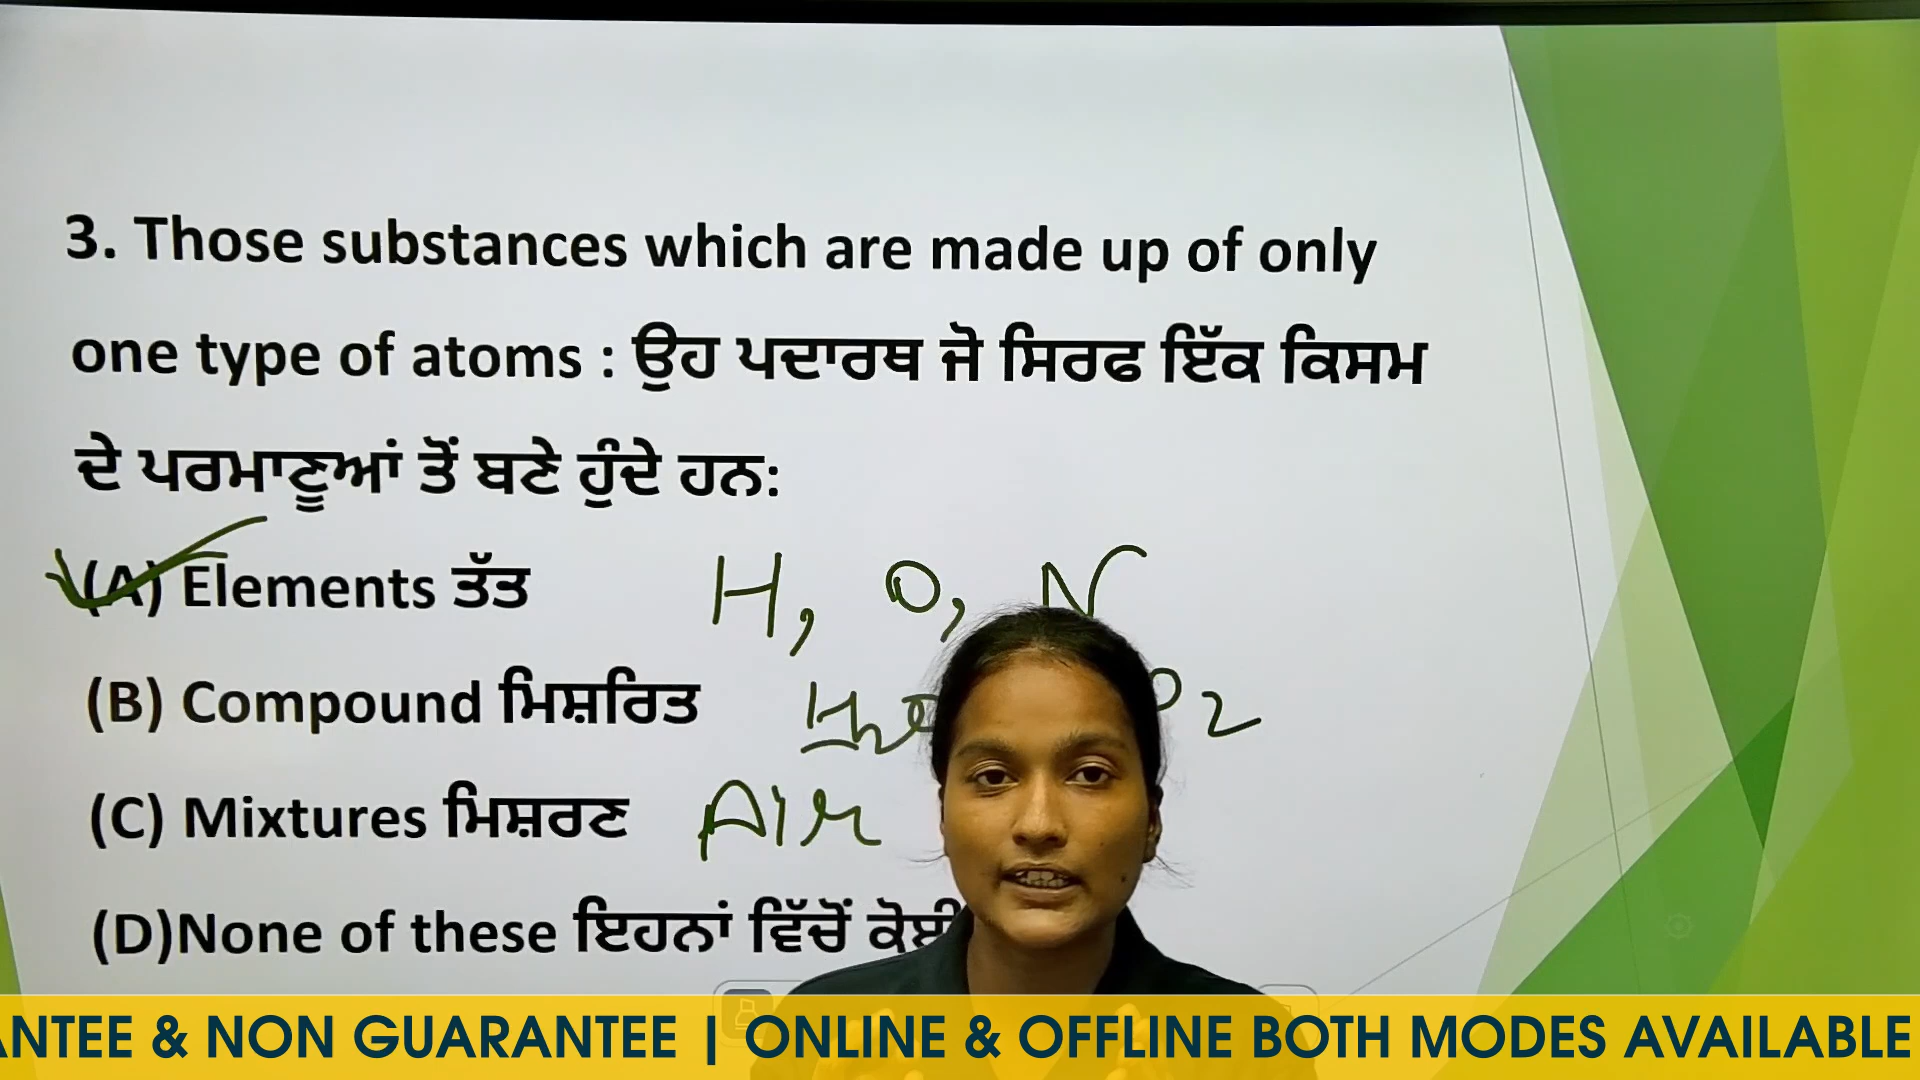 3. Those substances which are made up of only
one type of atoms : ਉਹ ਪਦਾਰਥ ਜੋ ਸਿਰਫ ਇੱਕ ਕਿਸਮ
ਦੇ ਪਰਮਾਣੂਆਂ ਤੋਂ ਬਣੇ ਹੁੰਦੇ ਹਨ:
(A) Elements ਤੱਤ H, O, N
(B) Compound ਮਿਸ਼ਰਿਤ
(C) Mixtures ਮਿਸ਼ਰਣ Air
(D)None of these ਇਹਨਾਂ ਵਿੱਚੋਂ
& NON GUARANTEE | ONLINE & OFFLINE BOTH MODES AVAILABLE